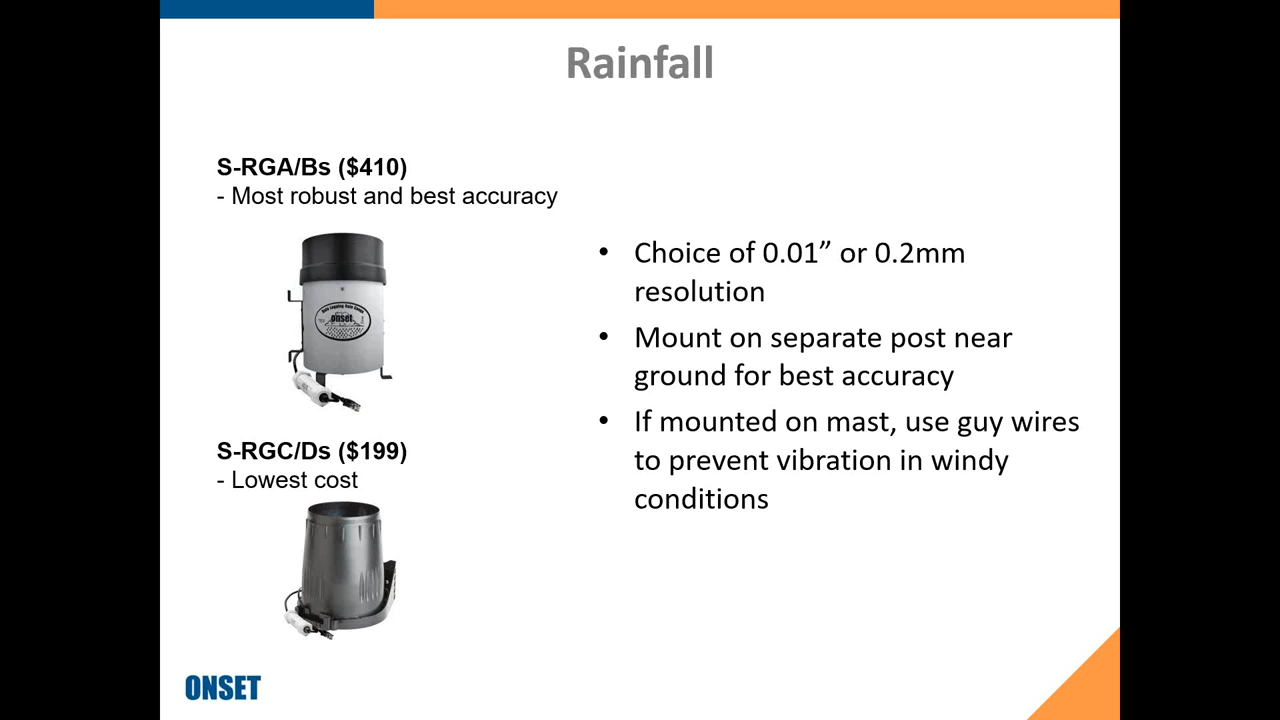 Rainfall
S-RGA/Bs ($410)
- Most robust and best accuracy
onset
S-RGC/Ds ($199)
- Lowest cost
• Choice of 0.01” or 0.2mm
resolution
• Mount on separate post near
ground for best accuracy
• If mounted on mast, use guy wires
to prevent vibration in windy
conditions
ONSET